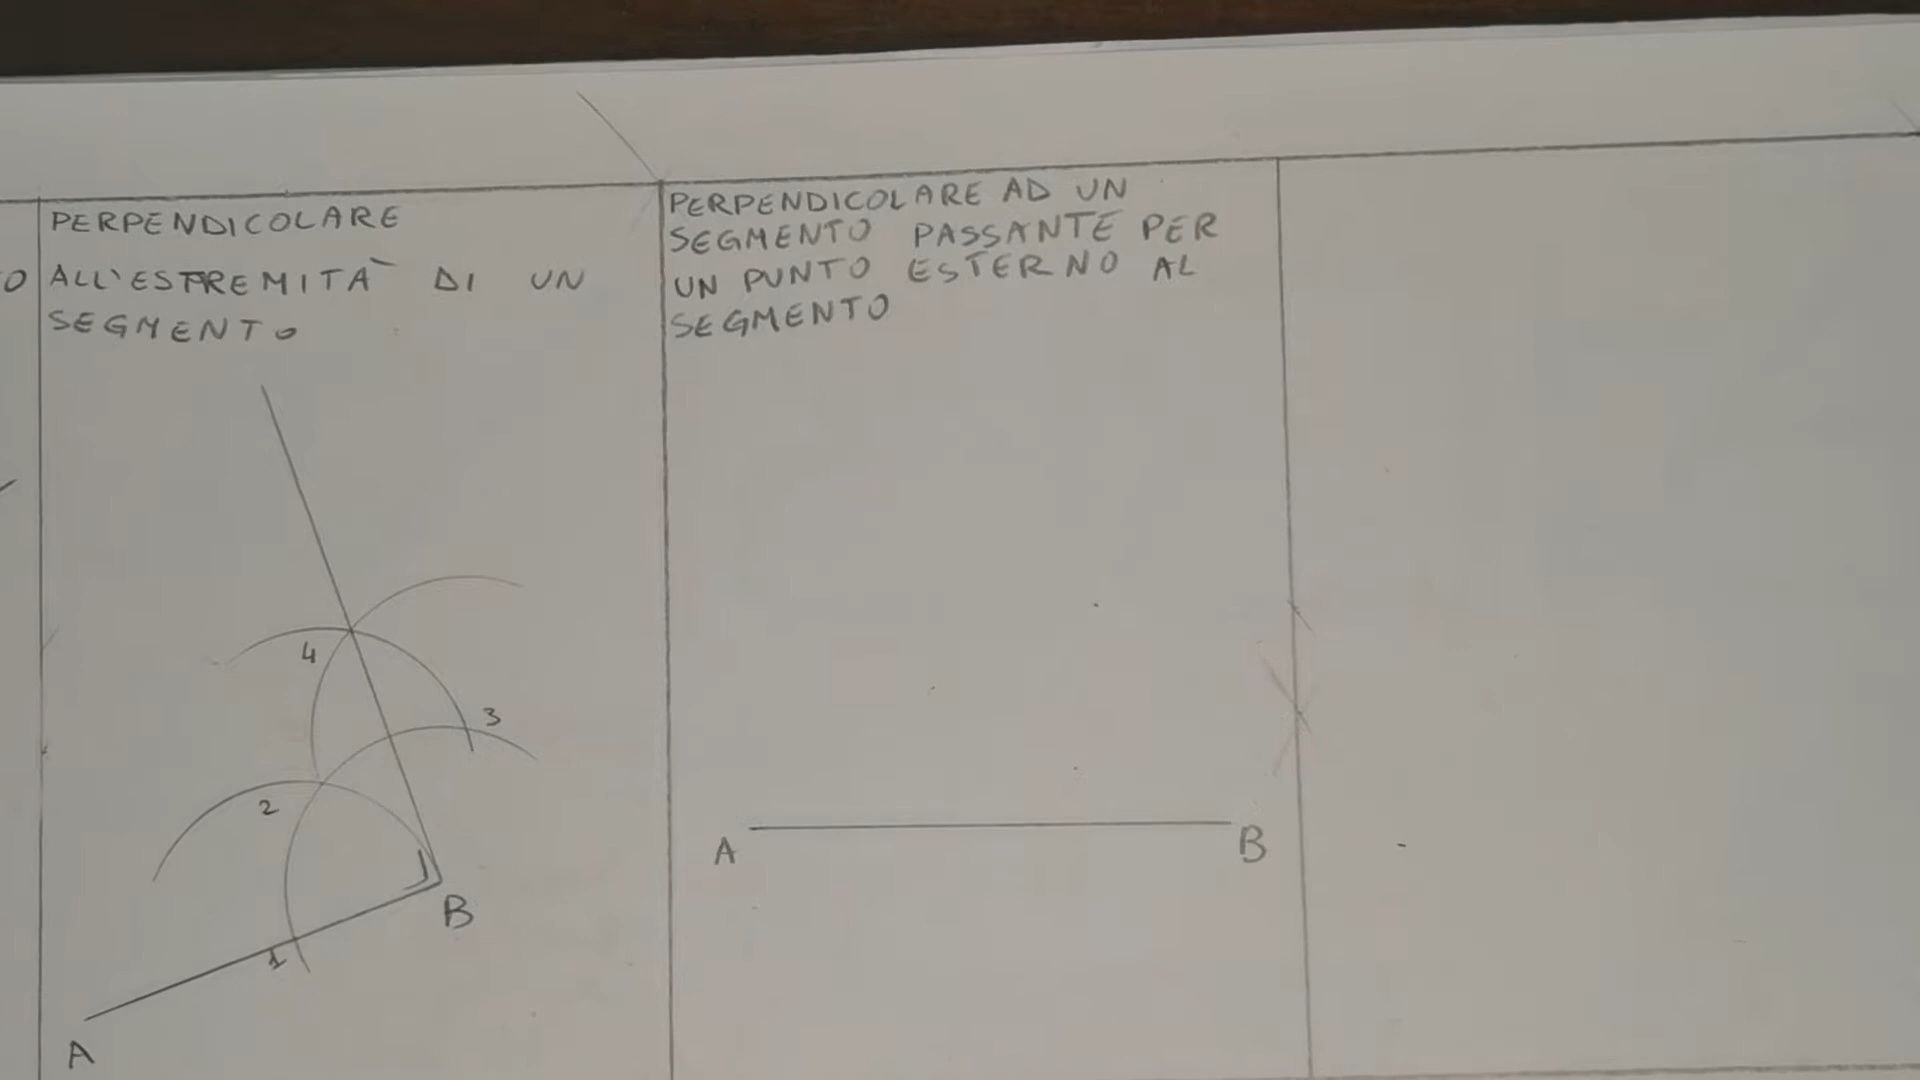 O
PERPENDICOLARE
ALL'ESTREMITÀ DI UN
SEGMENTO
4
3
2
B
1
A
PERPENDICOLARE AD UN
SEGMENTO PASSANTE PER
UN PUNTO ESTERNO AL
SEGMENTO
A B